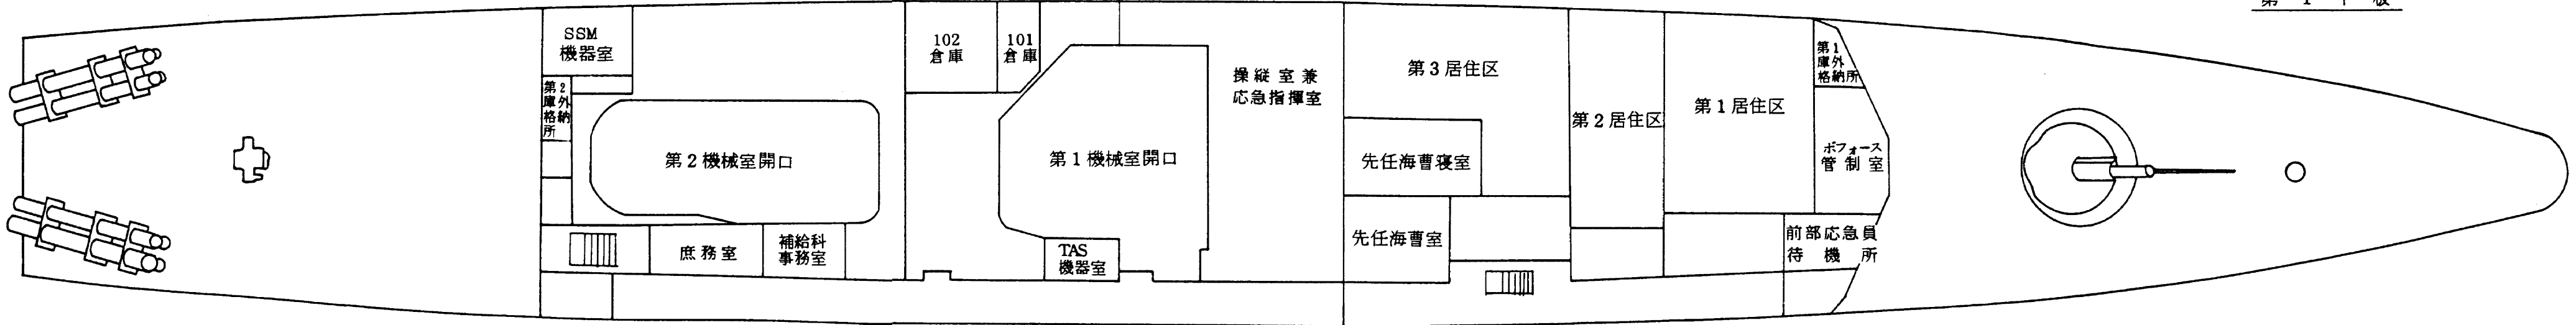 第1甲板
SSM
機器室
第2
庫外
格納
所
第2機械室開口
庶務室
補給科
事務室
102
倉庫
101
倉庫
第1機械室開口
TAS
機器室
操縦室兼
応急指揮室
第3居住区
先任海曹寝室
先任海曹室
第2居住区
第1居住区
第1
庫外
格納所
ボフォース
管制室
前部応急員
待機所